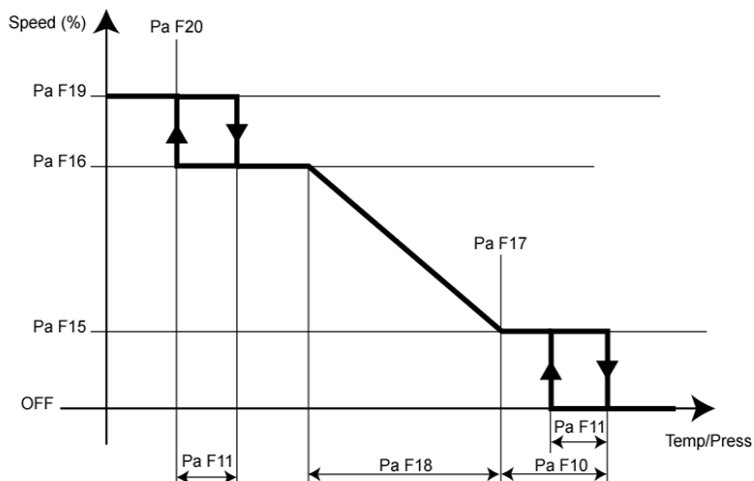 Speed (%)
Pa F20
Pa F19
Pa F16
Pa F17
Pa F15
OFF
Pa F11
Temp/Press
Pa F11
Pa F18
Pa F10